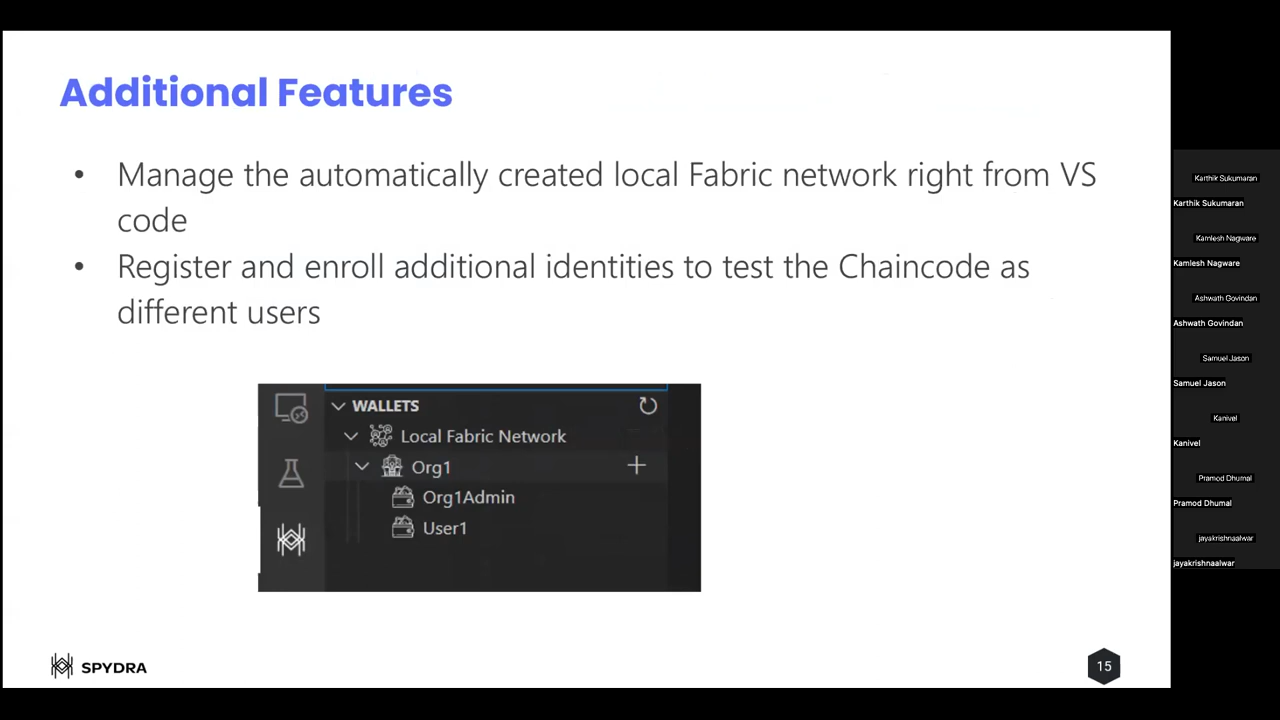 Additional Features
• Manage the automatically created local Fabric network right from VS
code
• Register and enroll additional identities to test the Chaincode as
different users
WALLETS
Local Fabric Network
Org1
Org1Admin
User1
SPYDRA
15
Karthik Sukumaran
Karthik Sukumaran
Kamlesh Nagware
Kamlesh Nagware
Ashwath Govindan
Ashwath Govindan
Samuel Jason
Samuel Jason
Kanivel
Kanivel
Pramod Dhumal
Pramod Dhumal
jayakrishnaalwar
jayakrishnaalwar